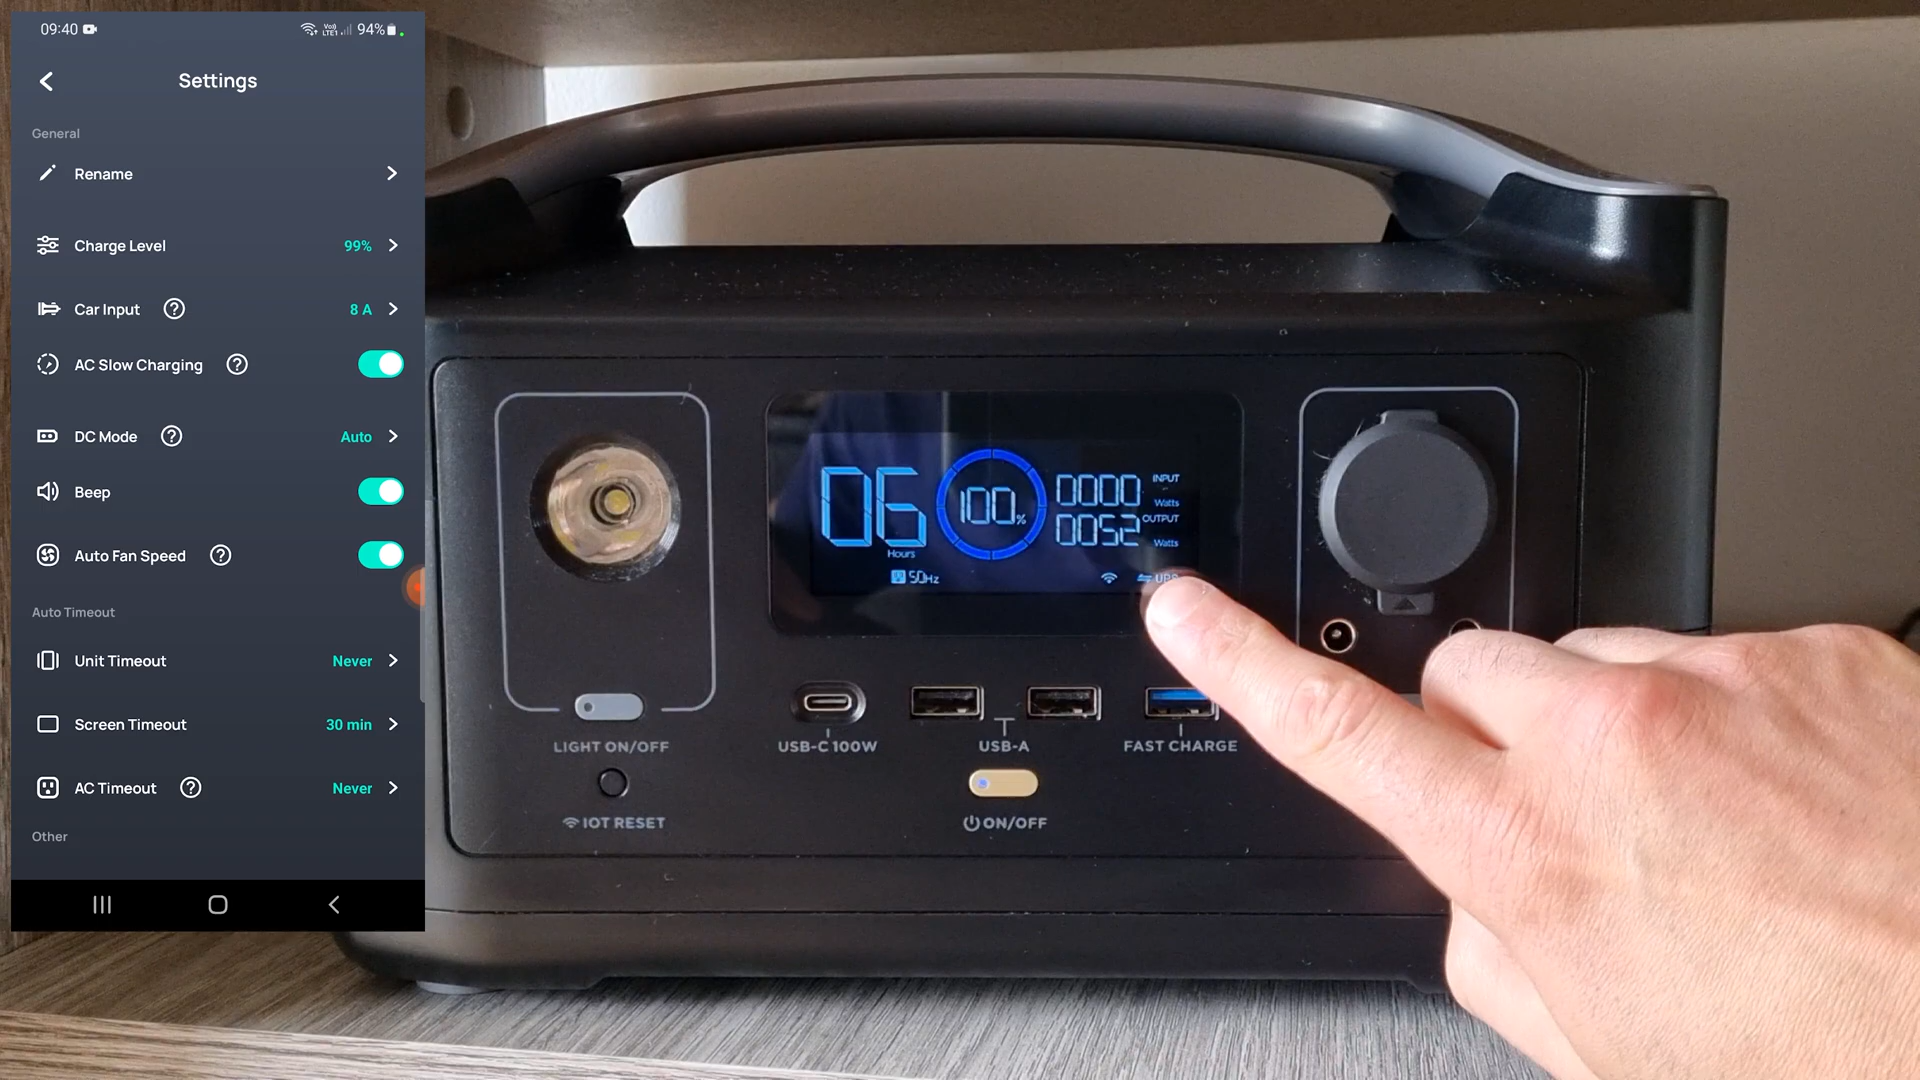 09:40
Vo))
LTE1
94%
Settings
General
Rename
Charge Level 99%
Car Input ? 8 A
AC Slow Charging ?
DC Mode ? Auto
Beep
Auto Fan Speed ?
Auto Timeout
Unit Timeout Never
Screen Timeout 30 min
AC Timeout ? Never
Other
06
Hours
100%
0000 INPUT
Watts
0052 OUTPUT
Watts
50Hz
UPS
LIGHT ON/OFF
IOT RESET
USB-C 100W
USB-A
FAST CHARGE
ON/OFF